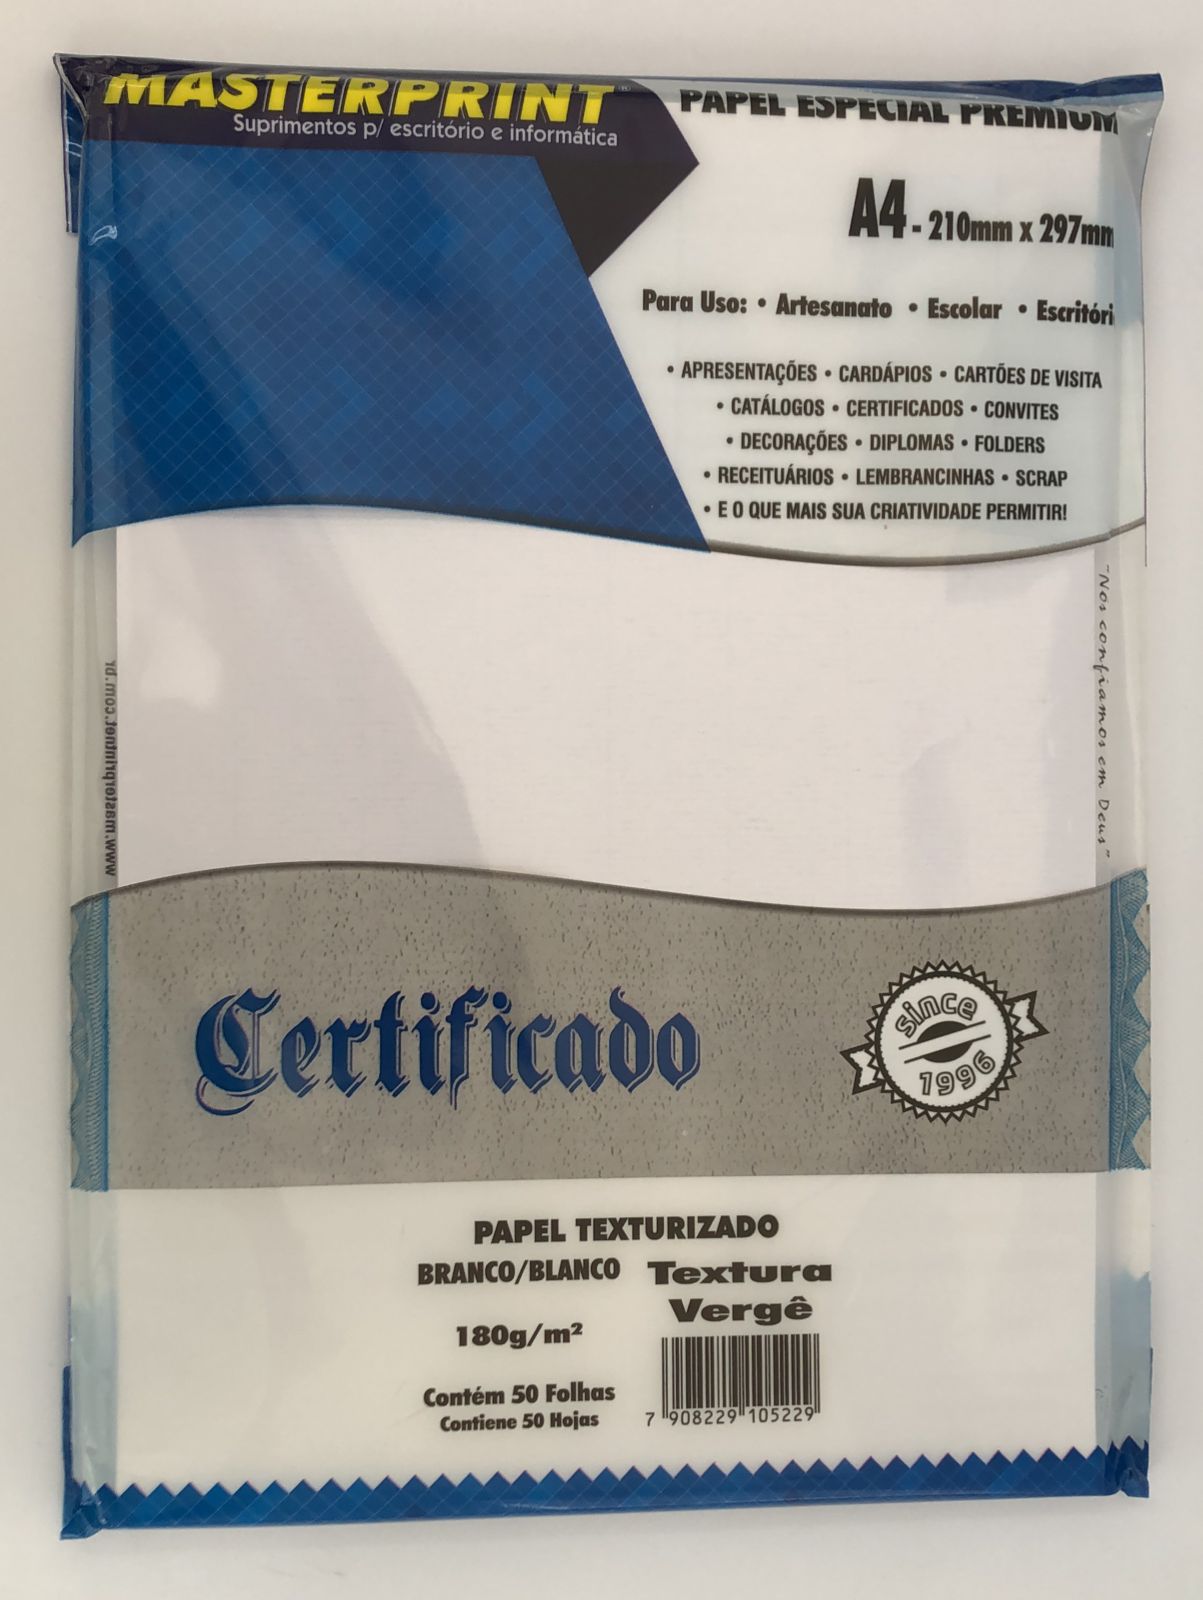 MASTERPRINT®
Suprimentos p/ escritório e informática
PAPEL ESPECIAL PREMIUM
A4 - 210mm x 297mm
Para Uso: • Artesanato • Escolar • Escritóri
• APRESENTAÇÕES • CARDÁPIOS • CARTÕES DE VISITA
• CATÁLOGOS • CERTIFICADOS • CONVITES
• DECORAÇÕES • DIPLOMAS • FOLDERS
• RECEITUÁRIOS • LEMBRANCINHAS • SCRAP
• E O QUE MAIS SUA CRIATIVIDADE PERMITIR!
"Nós confiamos em Deus"
www.masterprintnet.com.br
Certificado
since
1996
PAPEL TEXTURIZADO
BRANCO/BLANCO
Textura
Vergê
180g/m²
Contém 50 Folhas
Contiene 50 Hojas
7 908229 105229